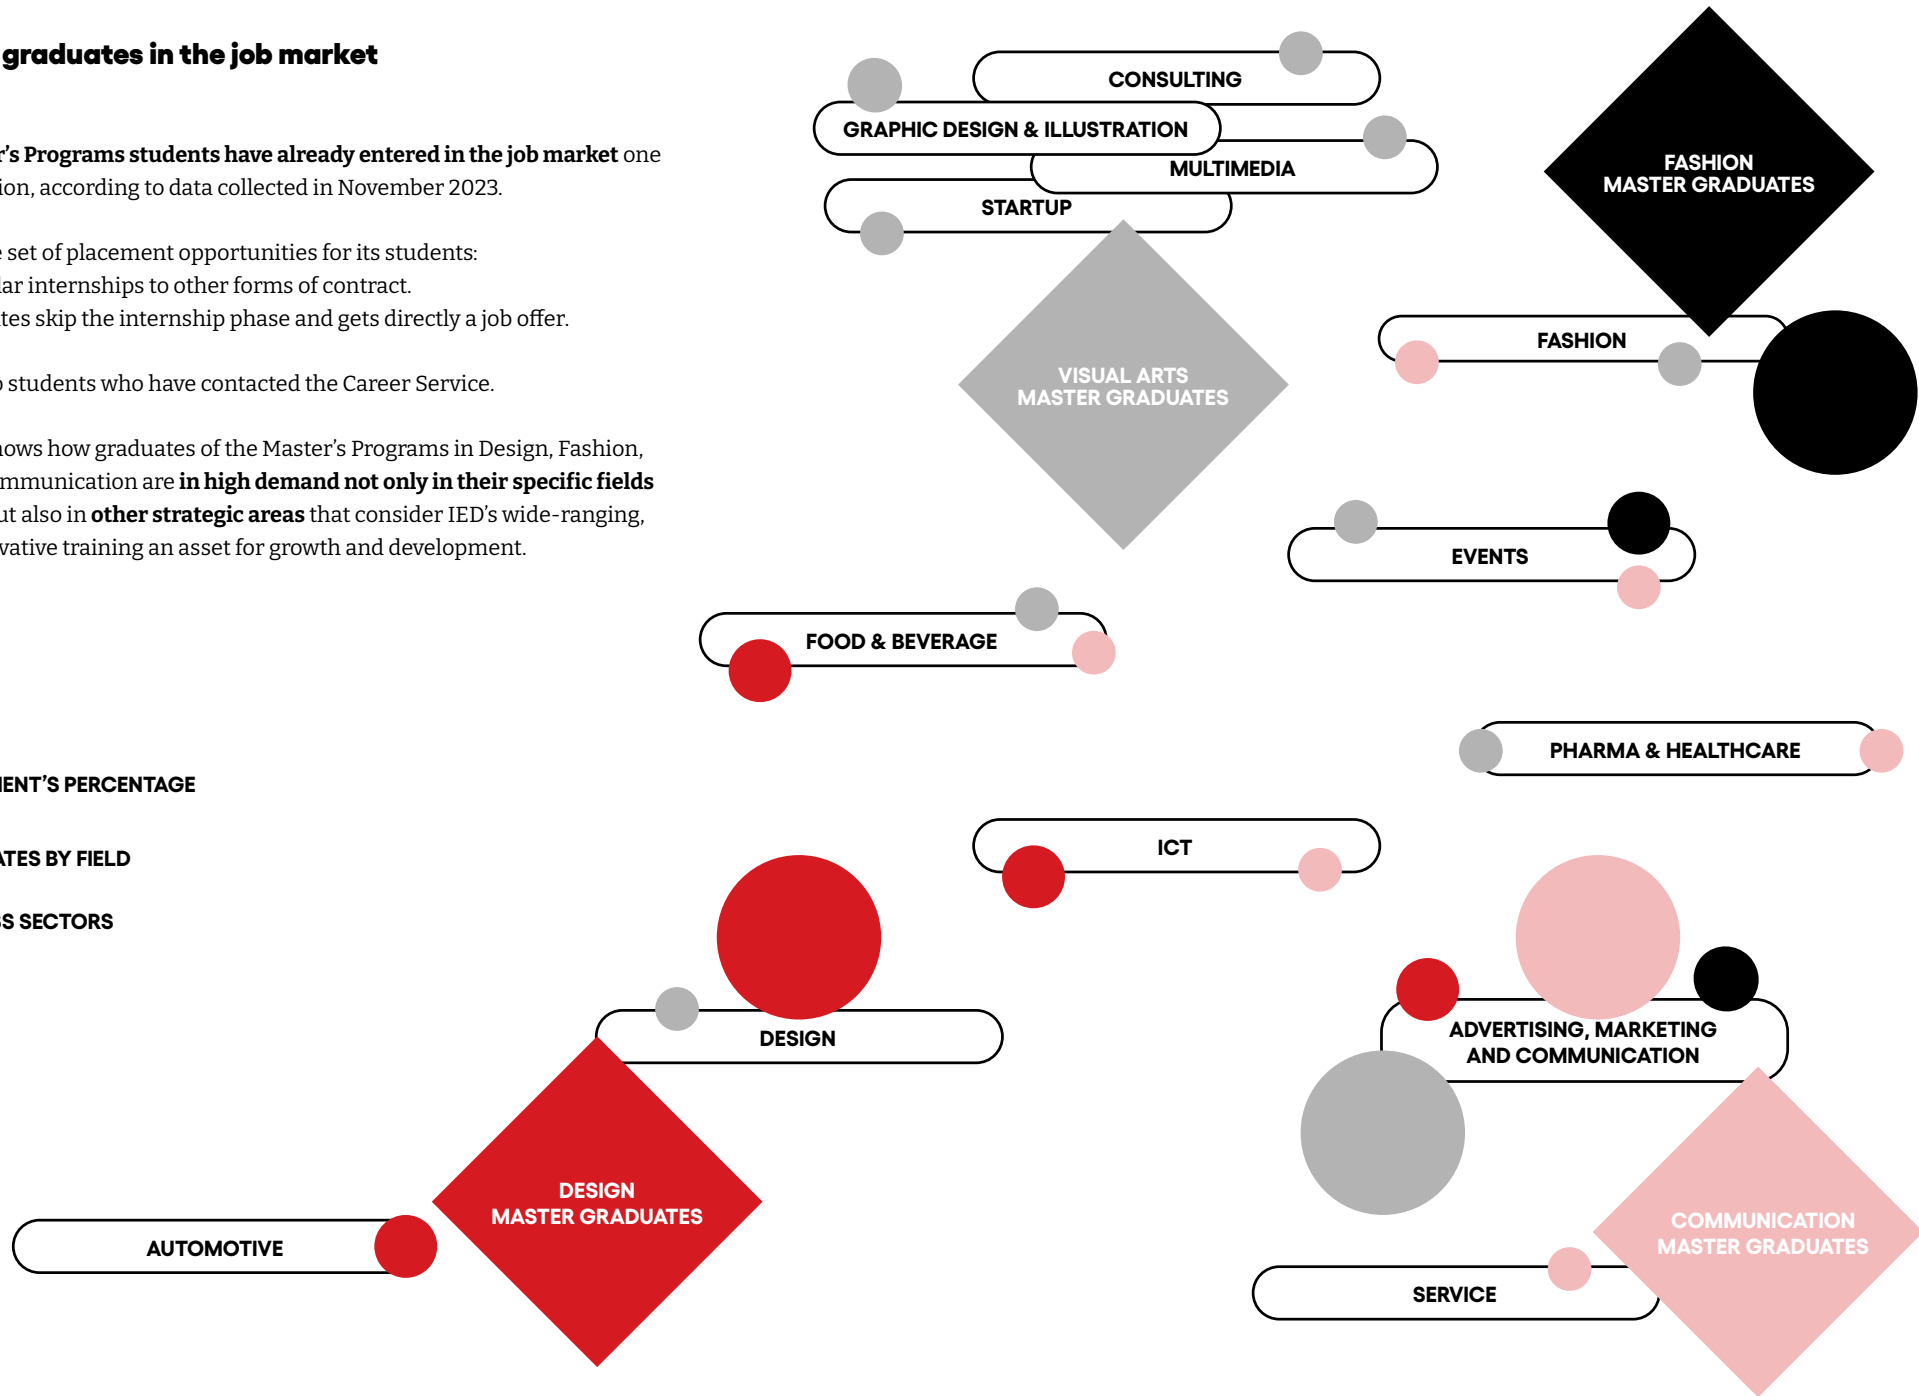 graduates in the job market
r's Programs students have already entered in the job market one
ion, according to data collected in November 2023.
e set of placement opportunities for its students:
lar internships to other forms of contract.
tes skip the internship phase and gets directly a job offer.
o students who have contacted the Career Service.
hows how graduates of the Master's Programs in Design, Fashion,
mmunication are in high demand not only in their specific fields
ut also in other strategic areas that consider IED's wide-ranging,
vative training an asset for growth and development.
MENT'S PERCENTAGE
ATES BY FIELD
SS SECTORS
CONSULTING
GRAPHIC DESIGN & ILLUSTRATION
MULTIMEDIA
STARTUP
VISUAL ARTS
MASTER GRADUATES
FASHION
MASTER GRADUATES
FASHION
EVENTS
FOOD & BEVERAGE
PHARMA & HEALTHCARE
ICT
DESIGN
ADVERTISING, MARKETING
AND COMMUNICATION
DESIGN
MASTER GRADUATES
COMMUNICATION
MASTER GRADUATES
AUTOMOTIVE
SERVICE